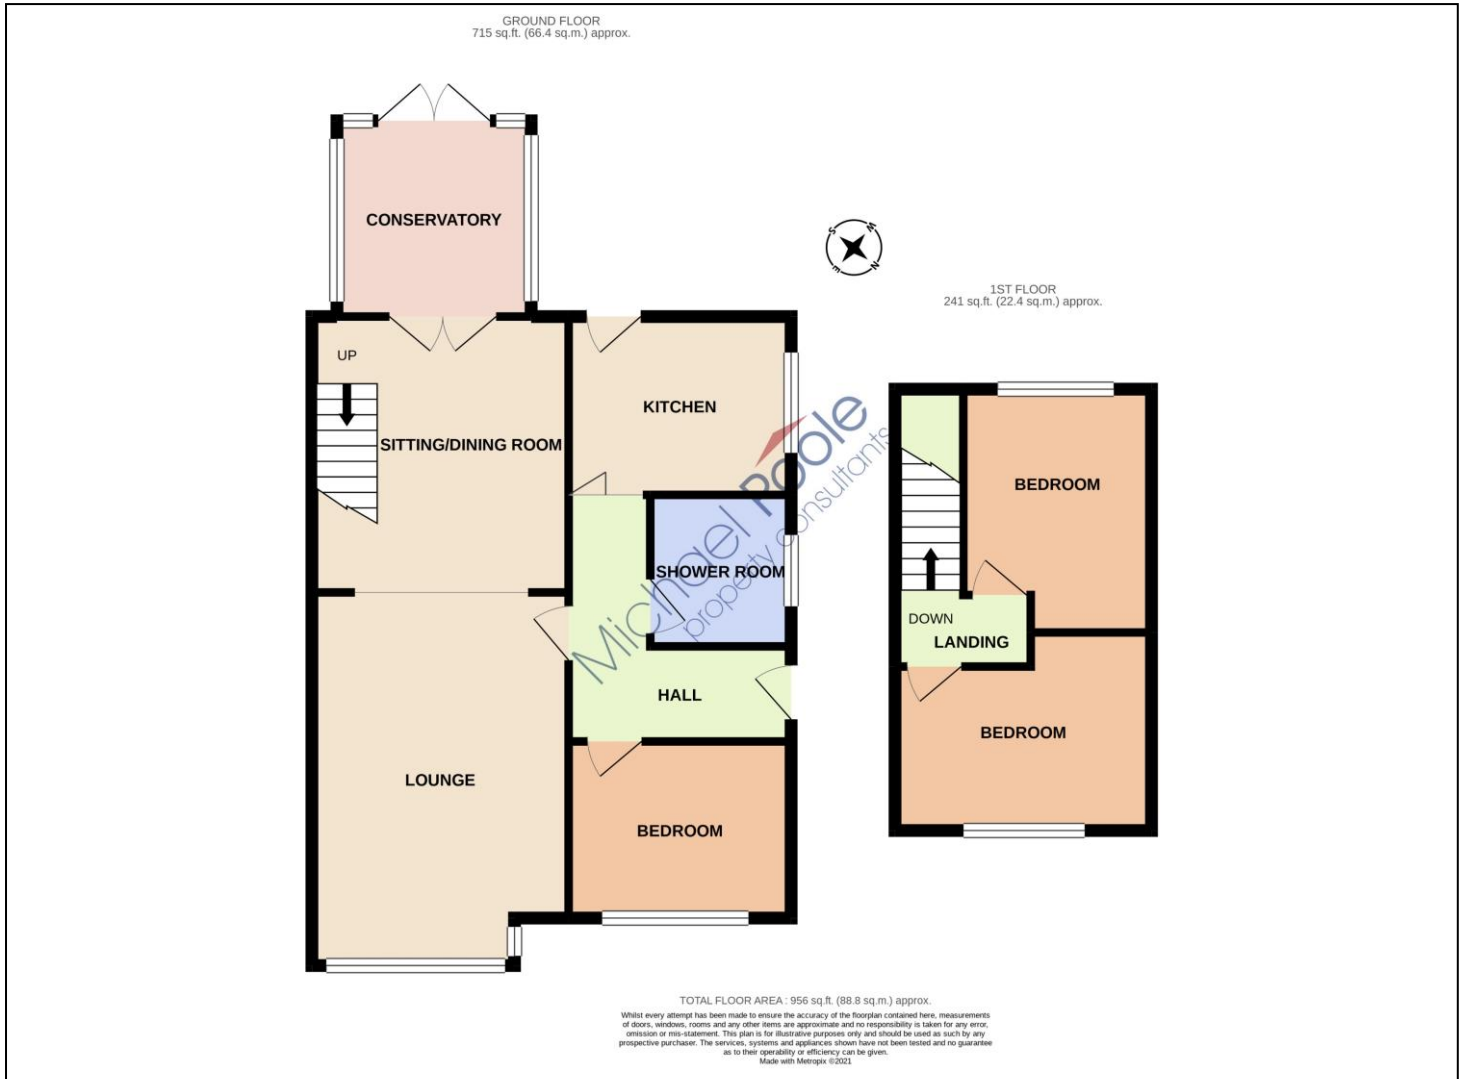 GROUND FLOOR
715 sq.ft. (66.4 sq.m.) approx.
CONSERVATORY
S
W
E
N
1ST FLOOR
241 sq.ft. (22.4 sq.m.) approx.
UP
KITCHEN
SITTING/DINING ROOM
BEDROOM
Michael Poole
property consultants
SHOWER ROOM
DOWN
LANDING
HALL
BEDROOM
LOUNGE
BEDROOM
TOTAL FLOOR AREA : 956 sq.ft. (88.8 sq.m.) approx.
Whilst every attempt has been made to ensure the accuracy of the floorplan contained here, measurements
of doors, windows, rooms and any other items are approximate and no responsibility is taken for any error,
omission or mis-statement. This plan is for illustrative purposes only and should be used as such by any
prospective purchaser. The services, systems and appliances shown have not been tested and no guarantee
as to their operability or efficiency can be given.
Made with Metropix ©2021